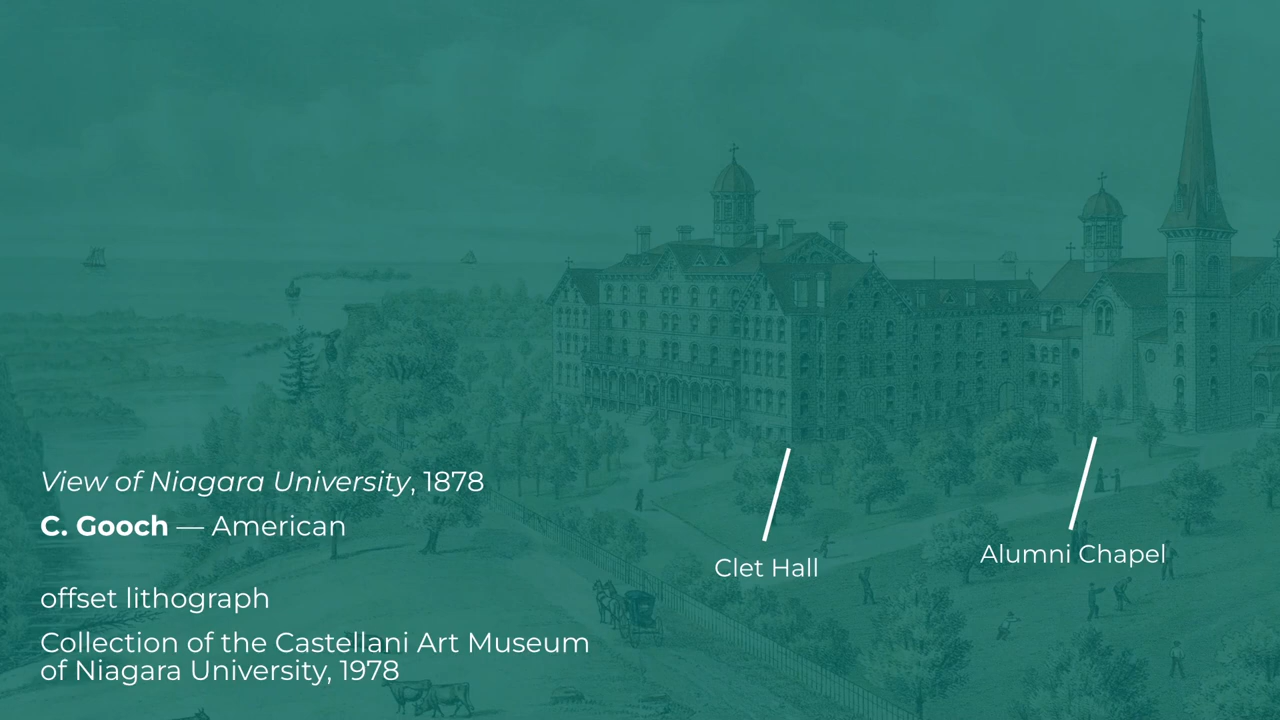 View of Niagara University, 1878
C. Gooch — American
offset lithograph
Collection of the Castellani Art Museum
of Niagara University, 1978
Clet Hall
Alumni Chapel